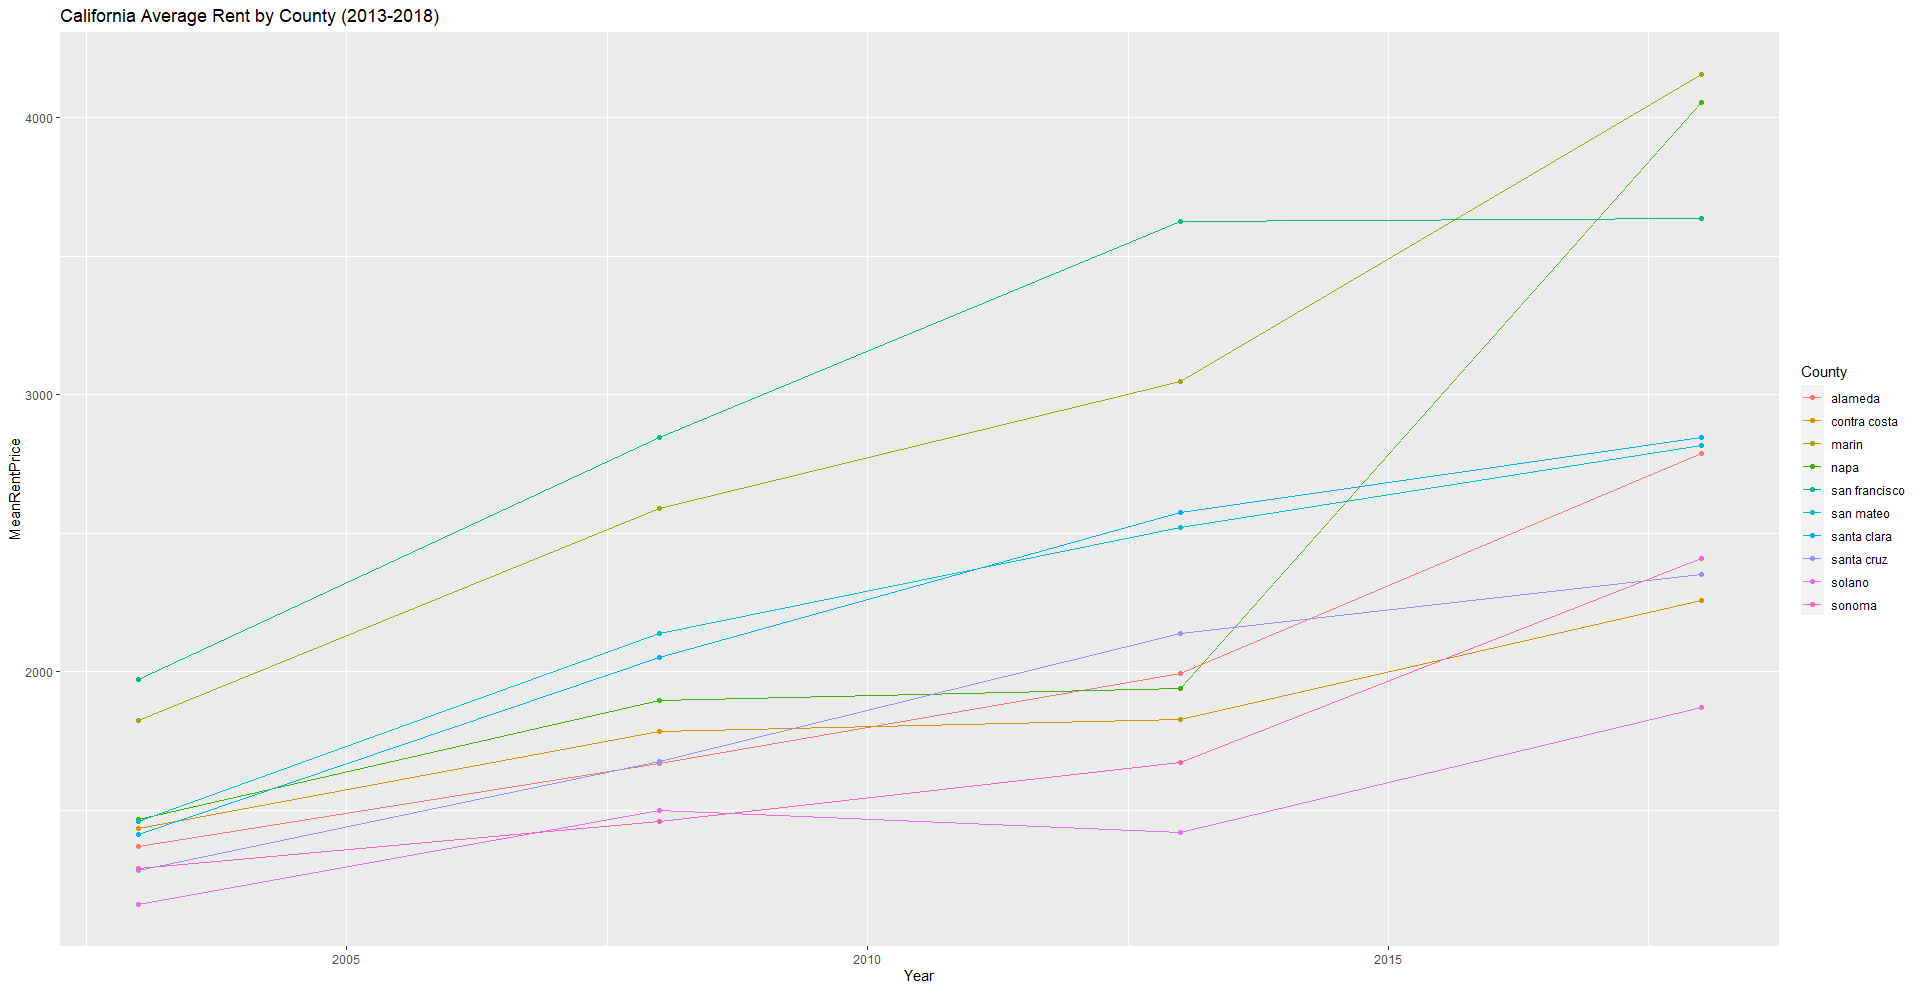 California Average Rent by County (2013-2018)
4000
3000
2000
MeanRentPrice
2005
2010
2015
Year
County
alameda
contra costa
marin
napa
san francisco
san mateo
santa clara
santa cruz
solano
sonoma